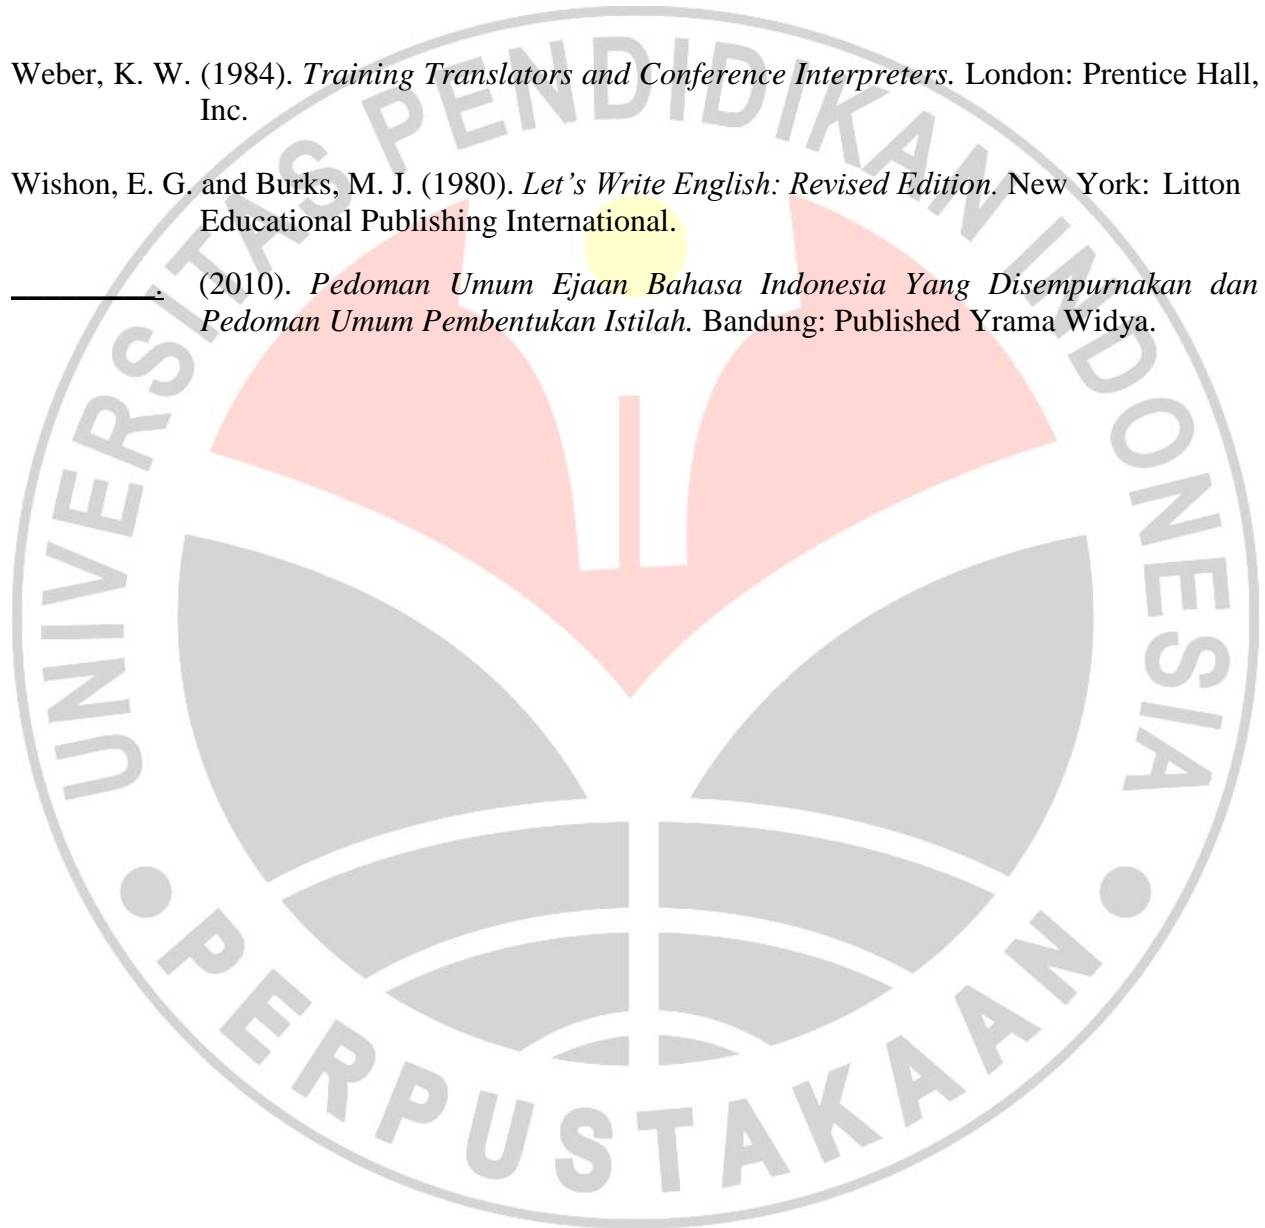 Weber, K. W. (1984). Training Translators and Conference Interpreters. London: Prentice Hall,
Inc.
Wishon, E. G. and Burks, M. J. (1980). Let’s Write English: Revised Edition. New York: Litton
Educational Publishing International.
_________. (2010). Pedoman Umum Ejaan Bahasa Indonesia Yang Disempurnakan dan
Pedoman Umum Pembentukan Istilah. Bandung: Published Yrama Widya.
UNIVERSITAS PENDIDIKAN INDONESIA
PERPUSTAKAAN